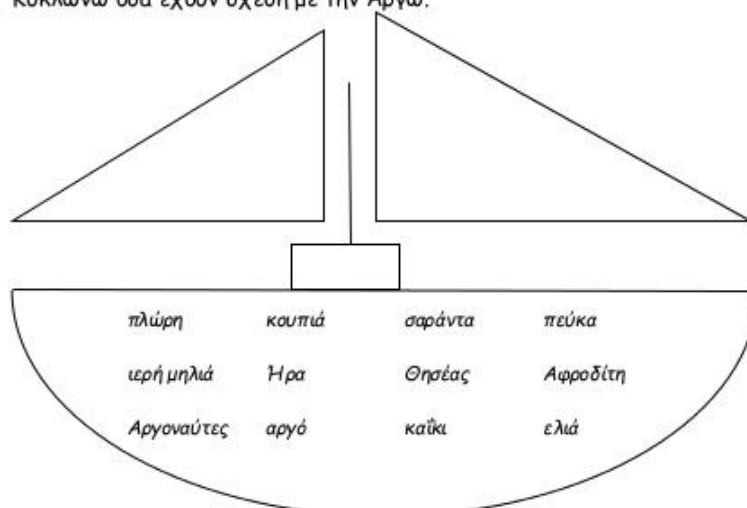 Κυκλώνω όσα έχουν σχέση με την Αργώ.
πλώρη κουπιά σαράντα πεύκα
ιερή μηλιά Ήρα Θησέας Αφροδίτη
Αργοναύτες αργό καΐκι ελιά